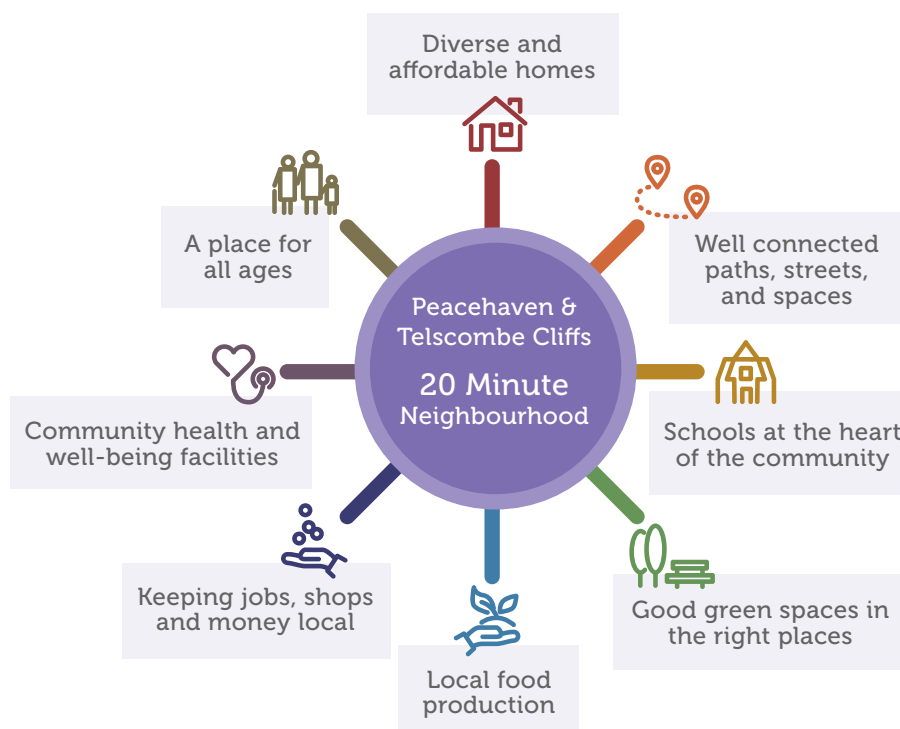 Diverse and
affordable homes
A place for
all ages
Well connected
paths, streets,
and spaces
Peacehaven &
Telscombe Cliffs
20 Minute
Neighbourhood
Community health and
well-being facilities
Schools at the heart
of the community
Keeping jobs, shops
and money local
Good green spaces in
the right places
Local food
production